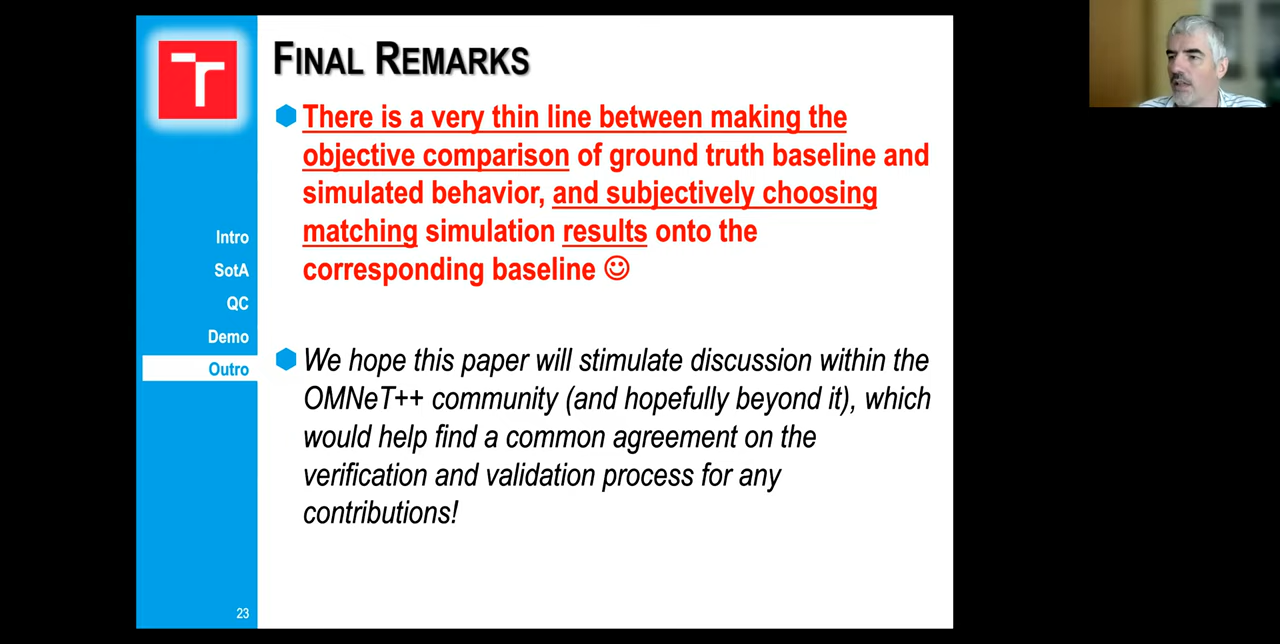 FINAL REMARKS
There is a very thin line between making the
objective comparison of ground truth baseline and
simulated behavior, and subjectively choosing
matching simulation results onto the
corresponding baseline ☺
We hope this paper will stimulate discussion within the
OMNeT++ community (and hopefully beyond it), which
would help find a common agreement on the
verification and validation process for any
contributions!
Intro
SotA
QC
Demo
Outro
23